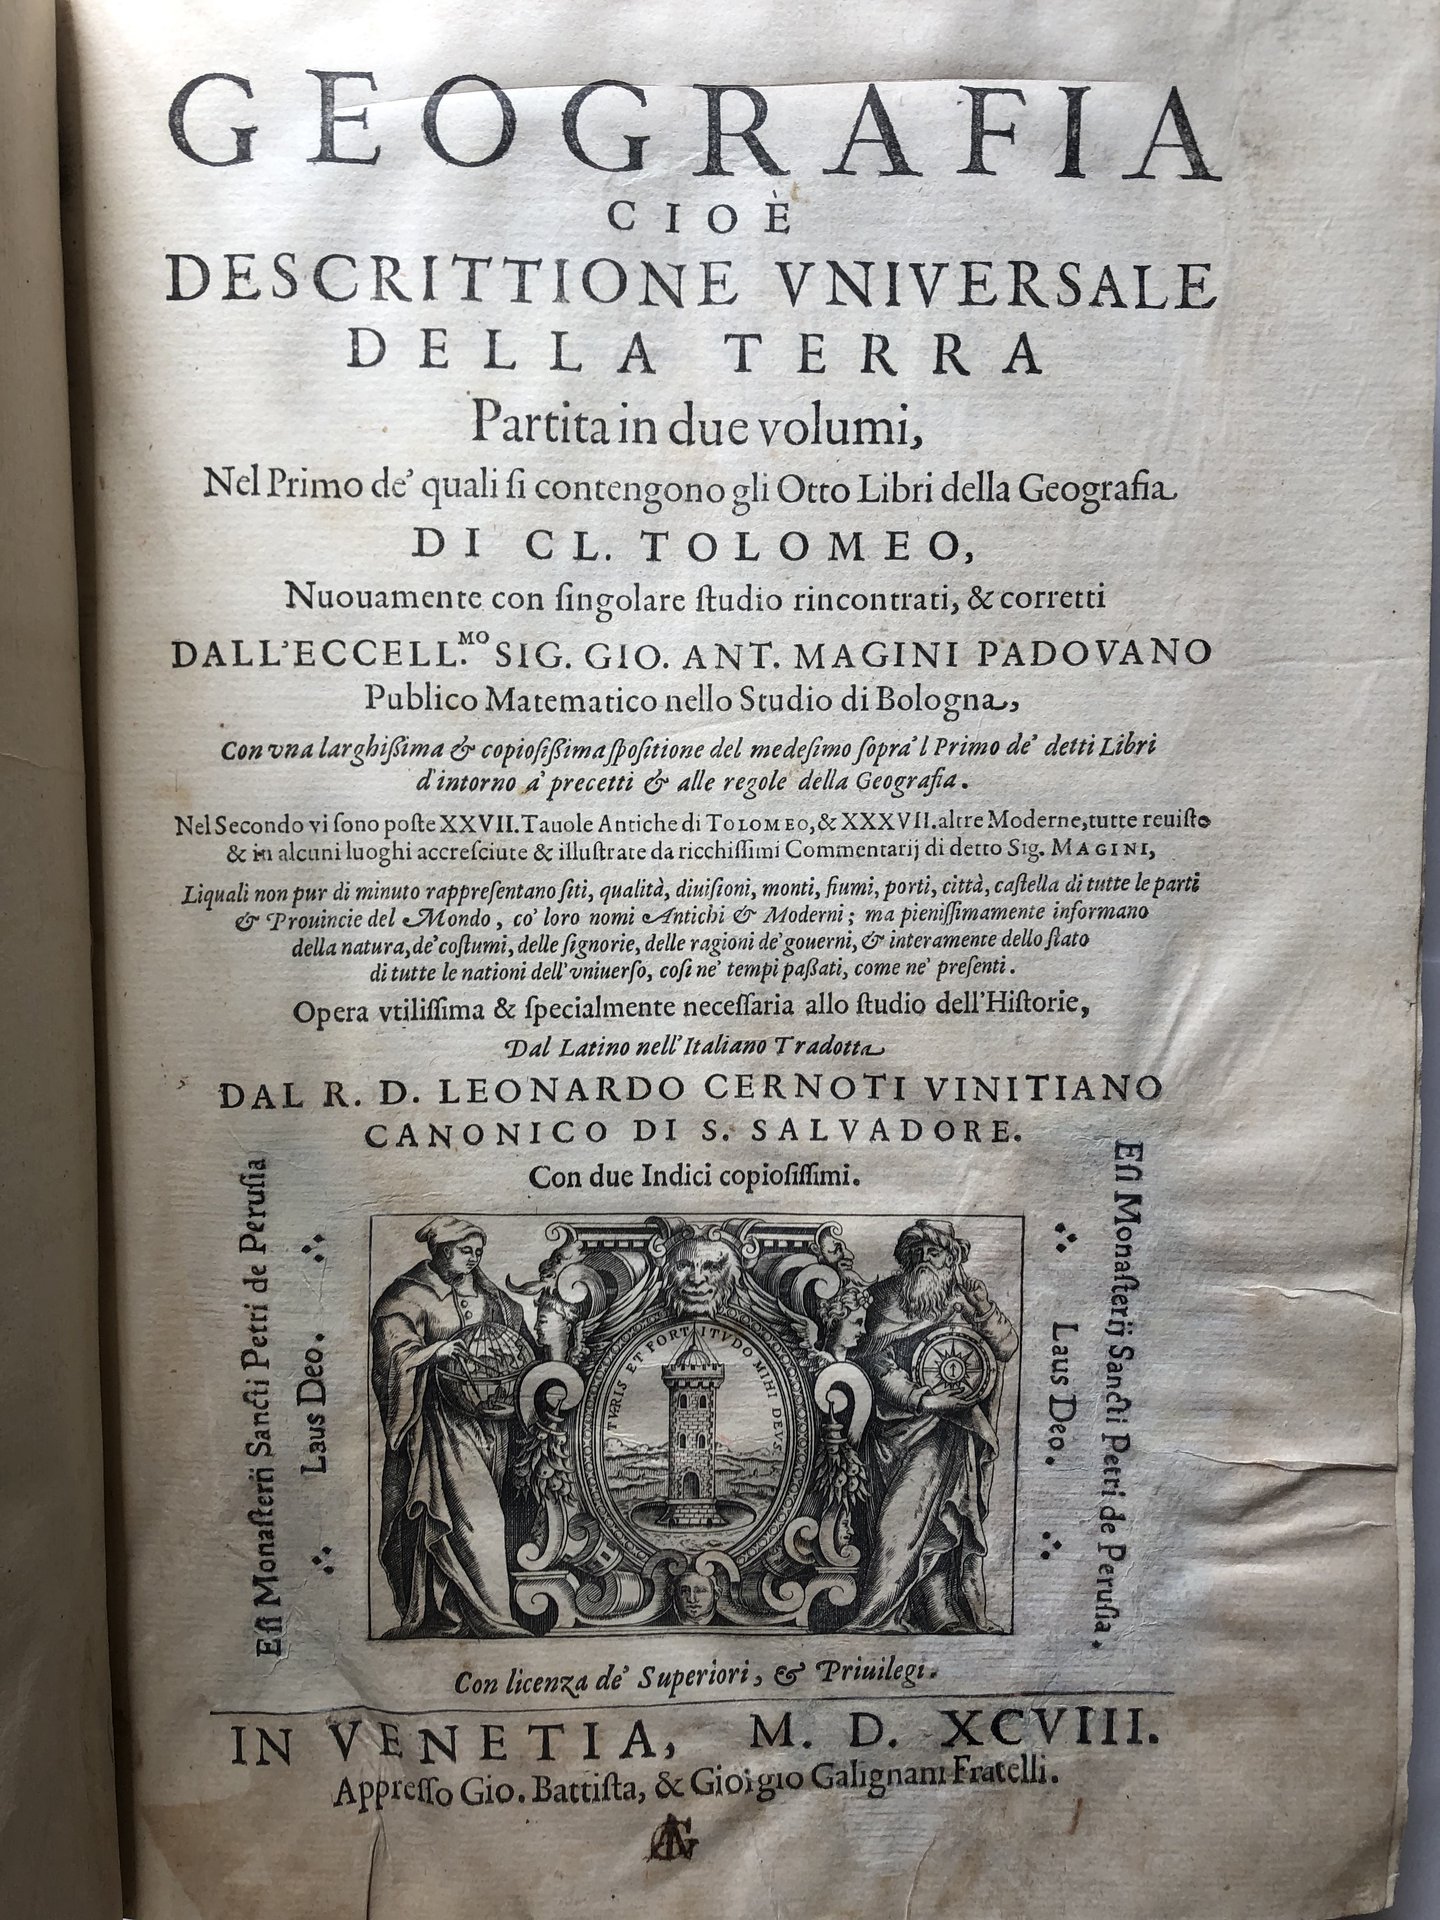 GEOGRAFIA
CIOÈ
DESCRITTIONE VNIVERSALE
DELLA TERRA
Partita in due volumi,
Nel Primo de' quali ſi contengono gli Otto Libri della Geografia
DI CL. TOLOMEO,
Nuouamente con ſingolare ſtudio rincontrati, & corretti
DALL'ECCELL.MO SIG. GIO. ANT. MAGINI PADOVANO
Publico Matematico nello Studio di Bologna,
Con vna larghißima & copioſißima ſpoſitione del medeſimo ſopra'l Primo de' detti Libri
d'intorno a' precetti & alle regole della Geografia.
Nel Secondo vi ſono poſte XXVII. Tauole Antiche di TOLOMEO, & XXXVII. altre Moderne, tutte reuiſte
& in alcuni luoghi accreſciute & illuſtrate da ricchiſſimi Commentarij di detto Sig. MAGINI,
Liquali non pur di minuto rappreſentano ſiti, qualità, diuiſioni, monti, fiumi, porti, città, caſtella di tutte le parti
& Prouincie del Mondo, co' loro nomi Antichi & Moderni; ma pieniſſimamente informano
della natura, de' coſtumi, delle ſignorie, delle ragioni de' gouerni, & interamente dello ſtato
di tutte le nationi dell'vniuerſo, coſi ne' tempi paßati, come ne' preſenti.
Opera vtiliſſima & ſpecialmente neceſſaria allo ſtudio dell'Hiſtorie,
Dal Latino nell'Italiano Tradotta
DAL R. D. LEONARDO CERNOTI VINITIANO
CANONICO DI S. SALVADORE.
Con due Indici copioſiſſimi.
Eſt Monaſterij Sancti Petri de Peruſia
Laus Deo.
TVRIS ET FORTITVDO MIHI DEVS
Laus Deo.
Eſt Monaſterij Sancti Petri de Peruſia.
Con licenza de' Superiori, & Priuilegi.
IN VENETIA, M. D. XCVIII.
Appreſſo Gio. Battiſta, & Giorgio Galignani Fratelli.